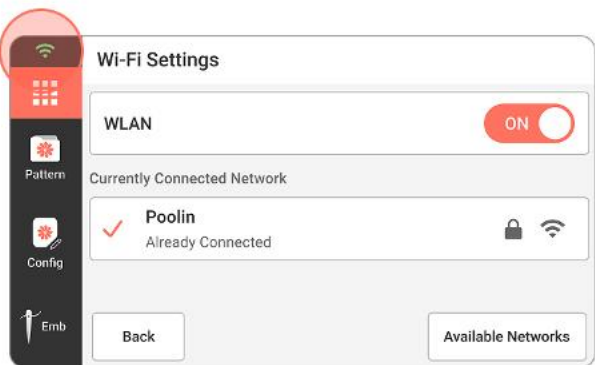 Wi-Fi Settings
WLAN
ON
Pattern
Currently Connected Network
Poolin
Already Connected
Config
Emb
Back
Available Networks